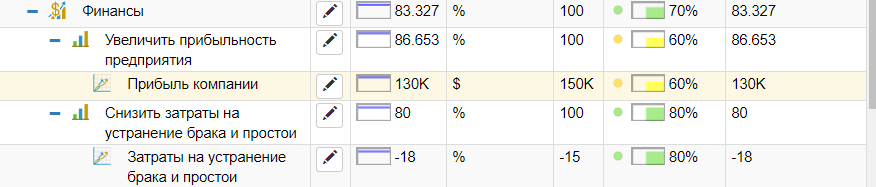 Финансы 83.327 % 100 70% 83.327
Увеличить прибыльность 86.653 % 100 60% 86.653
предприятия
Прибыль компании 130K $ 150K 60% 130K
Снизить затраты на 80 % 100 80% 80
устранение брака и простои
Затраты на устранение -18 % -15 80% -18
брака и простои